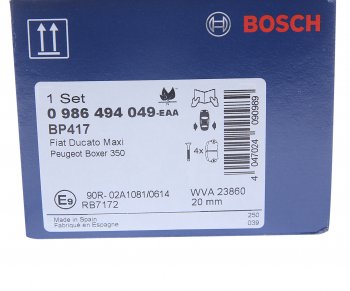 BOSCH
1 Set
0 986 494 049-EAA
BP417
Fiat Ducato Maxi
Peugeot Boxer 350
4x
4 047024 090989
E9
90R- 02A1081/0614
RB7172
WVA 23860
20 mm
Made in Spain
Fabriqué en Espagne
250
039